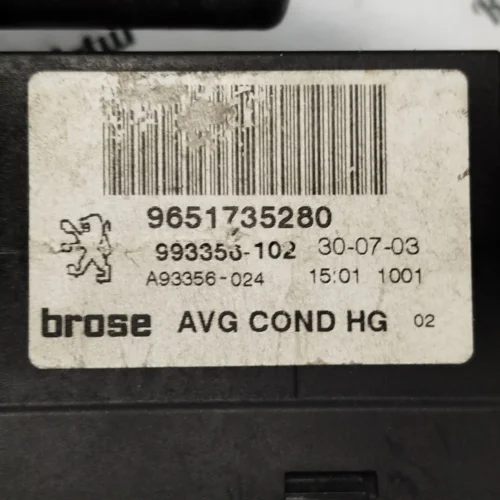 9651735280
993356-102 30-07-03
A93356-024 15:01 1001
brose AVG COND HG 02